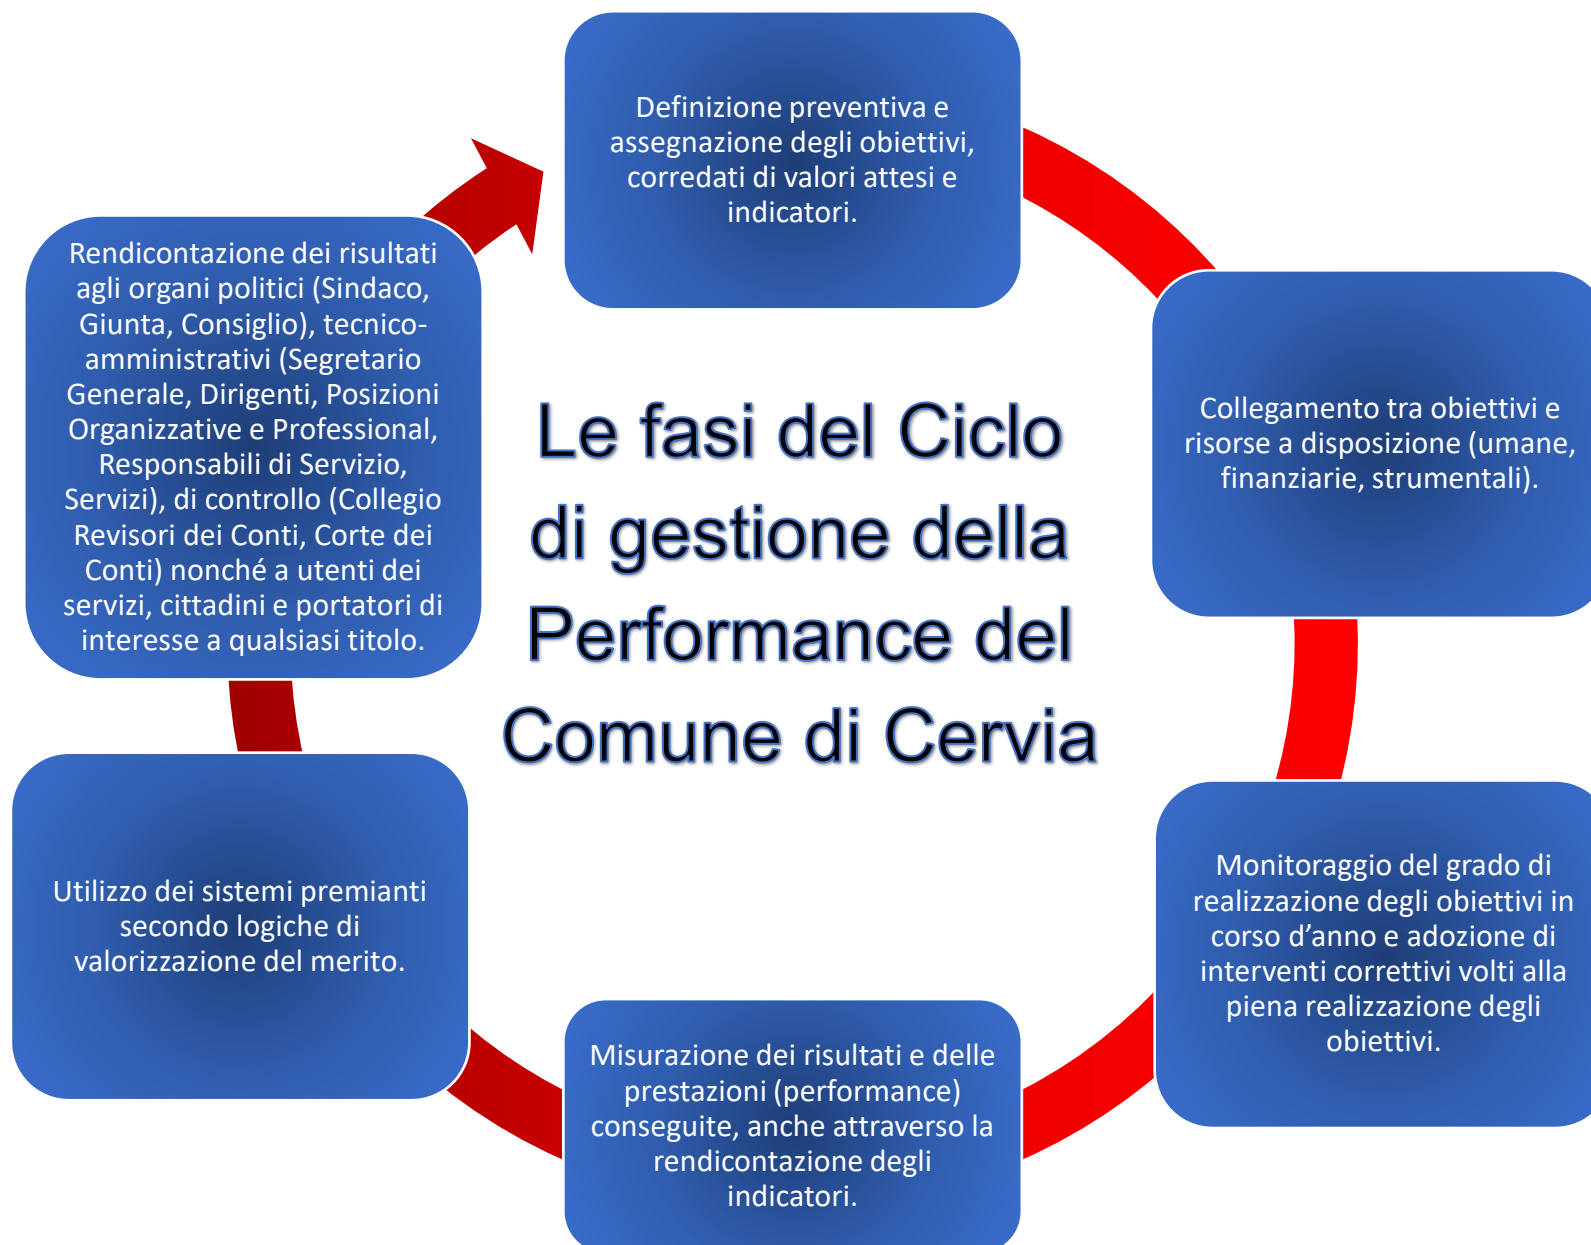 Definizione preventiva e
assegnazione degli obiettivi,
corredati di valori attesi e
indicatori.
Collegamento tra obiettivi e
risorse a disposizione (umane,
finanziarie, strumentali).
Monitoraggio del grado di
realizzazione degli obiettivi in
corso d’anno e adozione di
interventi correttivi volti alla
piena realizzazione degli
obiettivi.
Misurazione dei risultati e delle
prestazioni (performance)
conseguite, anche attraverso la
rendicontazione degli
indicatori.
Utilizzo dei sistemi premianti
secondo logiche di
valorizzazione del merito.
Rendicontazione dei risultati
agli organi politici (Sindaco,
Giunta, Consiglio), tecnico-
amministrativi (Segretario
Generale, Dirigenti, Posizioni
Organizzative e Professional,
Responsabili di Servizio,
Servizi), di controllo (Collegio
Revisori dei Conti, Corte dei
Conti) nonché a utenti dei
servizi, cittadini e portatori di
interesse a qualsiasi titolo.
Le fasi del Ciclo
di gestione della
Performance del
Comune di Cervia